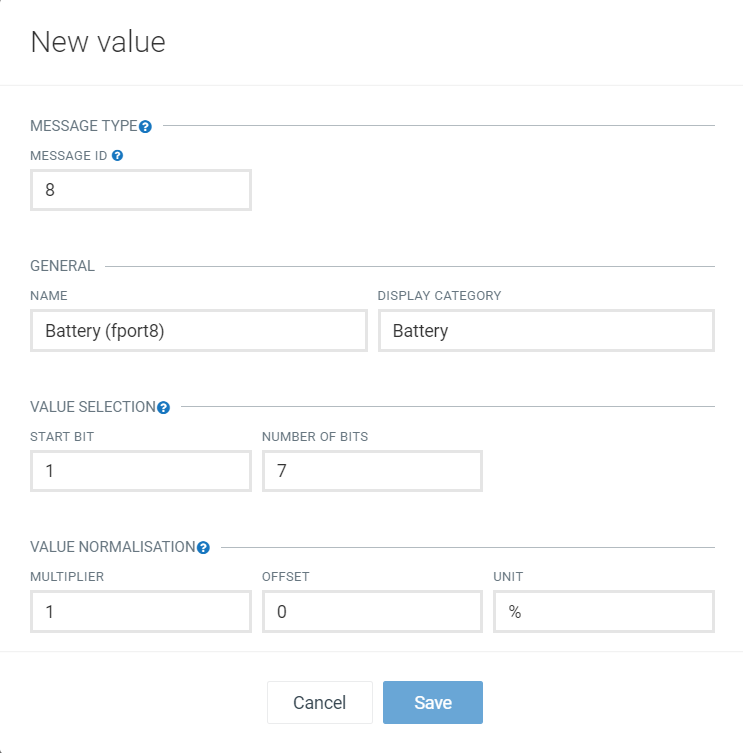 New value
MESSAGE TYPE
MESSAGE ID
8
GENERAL
NAME DISPLAY CATEGORY
Battery (fport8) Battery
VALUE SELECTION
START BIT NUMBER OF BITS
1 7
VALUE NORMALISATION
MULTIPLIER OFFSET UNIT
1 0 %
Cancel Save